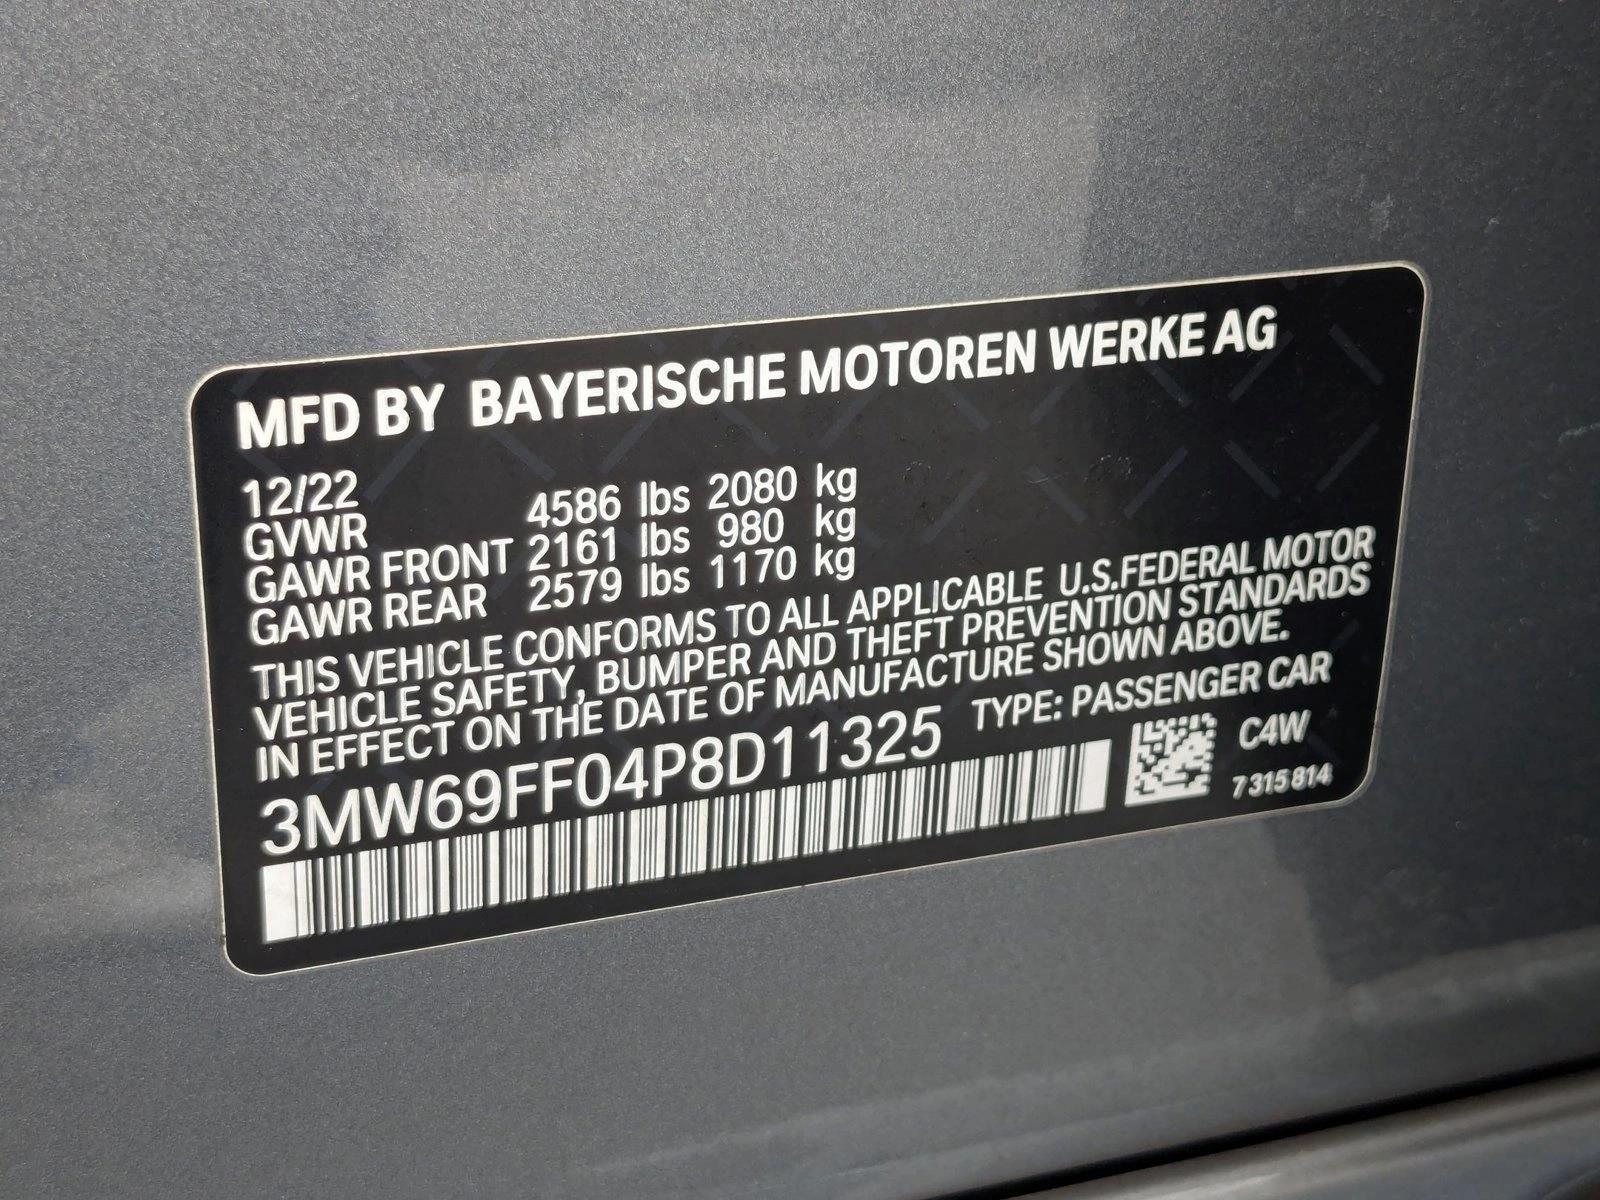 MFD BY BAYERISCHE MOTOREN WERKE AG
12/22
GVWR 4586 lbs 2080 kg
GAWR FRONT 2161 lbs 980 kg
GAWR REAR 2579 lbs 1170 kg
THIS VEHICLE CONFORMS TO ALL APPLICABLE U.S.FEDERAL MOTOR
VEHICLE SAFETY, BUMPER AND THEFT PREVENTION STANDARDS
IN EFFECT ON THE DATE OF MANUFACTURE SHOWN ABOVE.
3MW69FF04P8D11325 TYPE: PASSENGER CAR
C4W
7 315 814